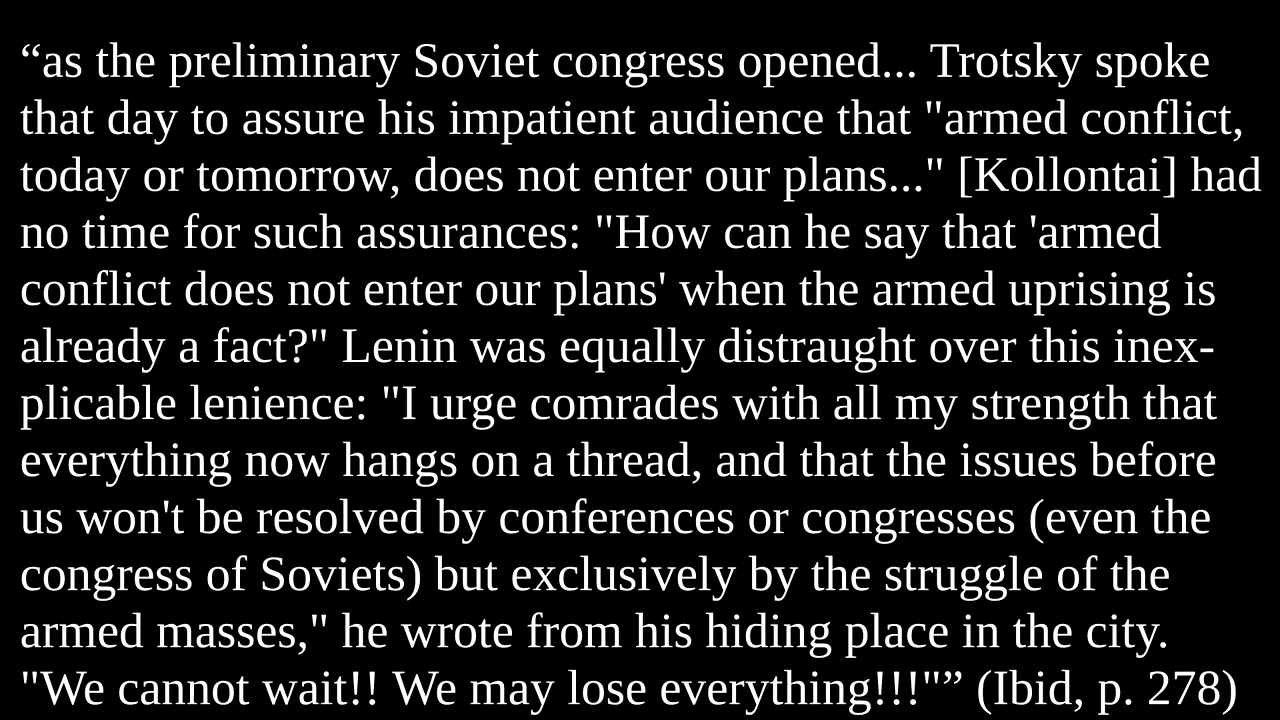 “as the preliminary Soviet congress opened... Trotsky spoke
that day to assure his impatient audience that "armed conflict,
today or tomorrow, does not enter our plans..." [Kollontai] had
no time for such assurances: "How can he say that 'armed
conflict does not enter our plans' when the armed uprising is
already a fact?" Lenin was equally distraught over this inex-
plicable lenience: "I urge comrades with all my strength that
everything now hangs on a thread, and that the issues before
us won't be resolved by conferences or congresses (even the
congress of Soviets) but exclusively by the struggle of the
armed masses," he wrote from his hiding place in the city.
"We cannot wait!! We may lose everything!!!"” (Ibid, p. 278)